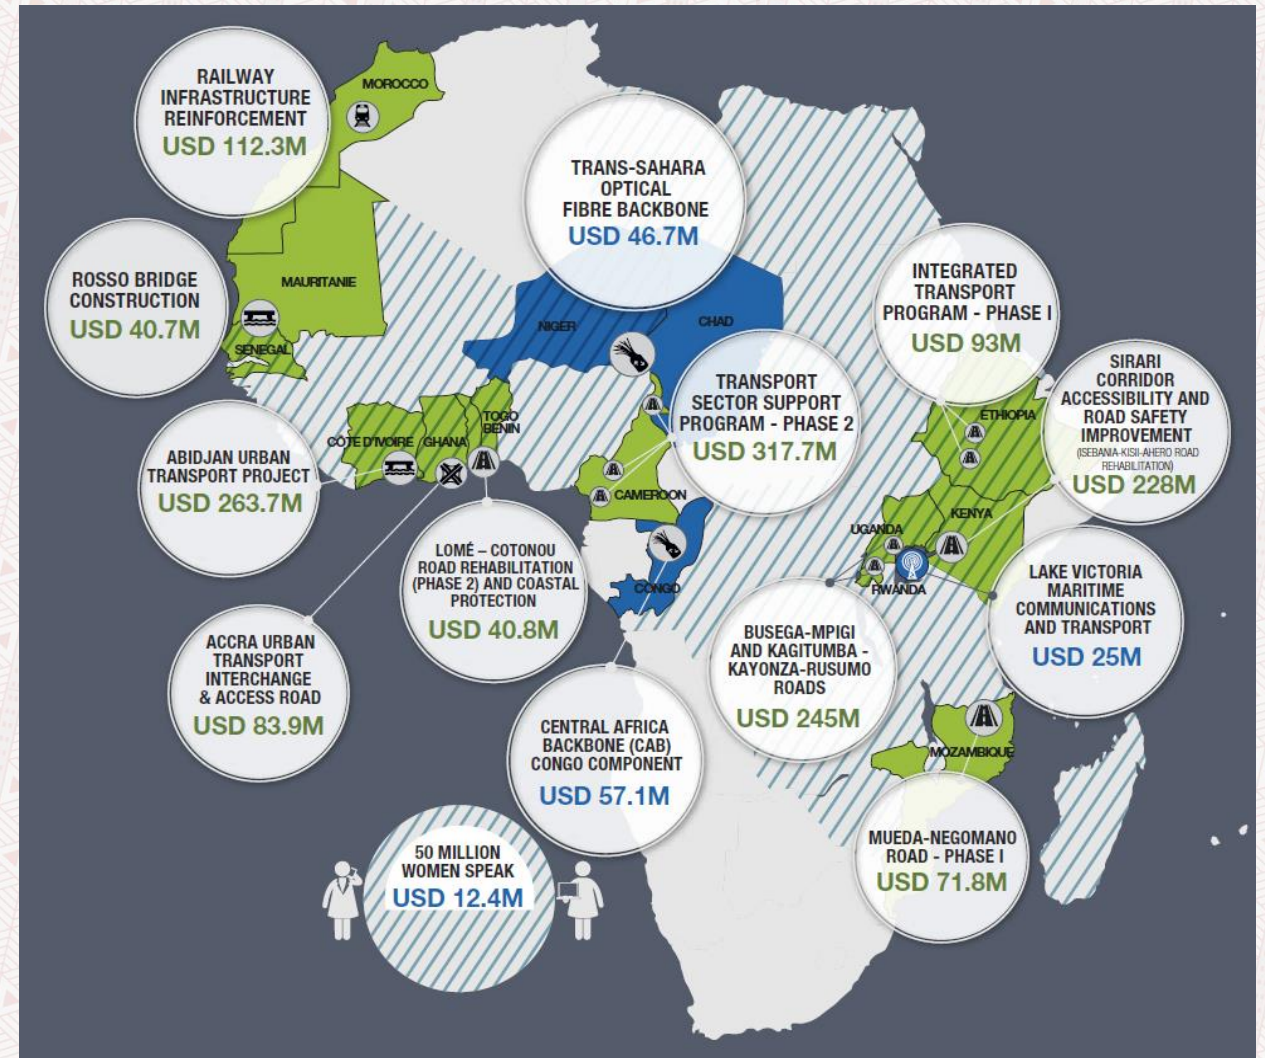 RAILWAY
INFRASTRUCTURE
REINFORCEMENT
USD 112.3M
MOROCCO
TRANS-SAHARA
OPTICAL
FIBRE BACKBONE
USD 46.7M
ROSSO BRIDGE
CONSTRUCTION
USD 40.7M
MAURITANIE
SENEGAL
NIGER
CHAD
INTEGRATED
TRANSPORT
PROGRAM - PHASE I
USD 93M
SIRARI
CORRIDOR
ACCESSIBILITY AND
ROAD SAFETY
IMPROVEMENT
(ISEBANIA-KISII-AHERO ROAD
REHABILITATION)
USD 228M
TRANSPORT
SECTOR SUPPORT
PROGRAM - PHASE 2
USD 317.7M
ETHIOPIA
ABIDJAN URBAN
TRANSPORT PROJECT
USD 263.7M
CÔTE D'IVOIRE
GHANA
TOGO
BENIN
CAMEROON
CONGO
UGANDA
KENYA
RWANDA
LOMÉ – COTONOU
ROAD REHABILITATION
(PHASE 2) AND COASTAL
PROTECTION
USD 40.8M
LAKE VICTORIA
MARITIME
COMMUNICATIONS
AND TRANSPORT
USD 25M
ACCRA URBAN
TRANSPORT
INTERCHANGE
& ACCESS ROAD
USD 83.9M
BUSEGA-MPIGI
AND KAGITUMBA -
KAYONZA-RUSUMO
ROADS
USD 245M
CENTRAL AFRICA
BACKBONE (CAB)
CONGO COMPONENT
USD 57.1M
MOZAMBIQUE
MUEDA-NEGOMANO
ROAD - PHASE I
USD 71.8M
50 MILLION
WOMEN SPEAK
USD 12.4M